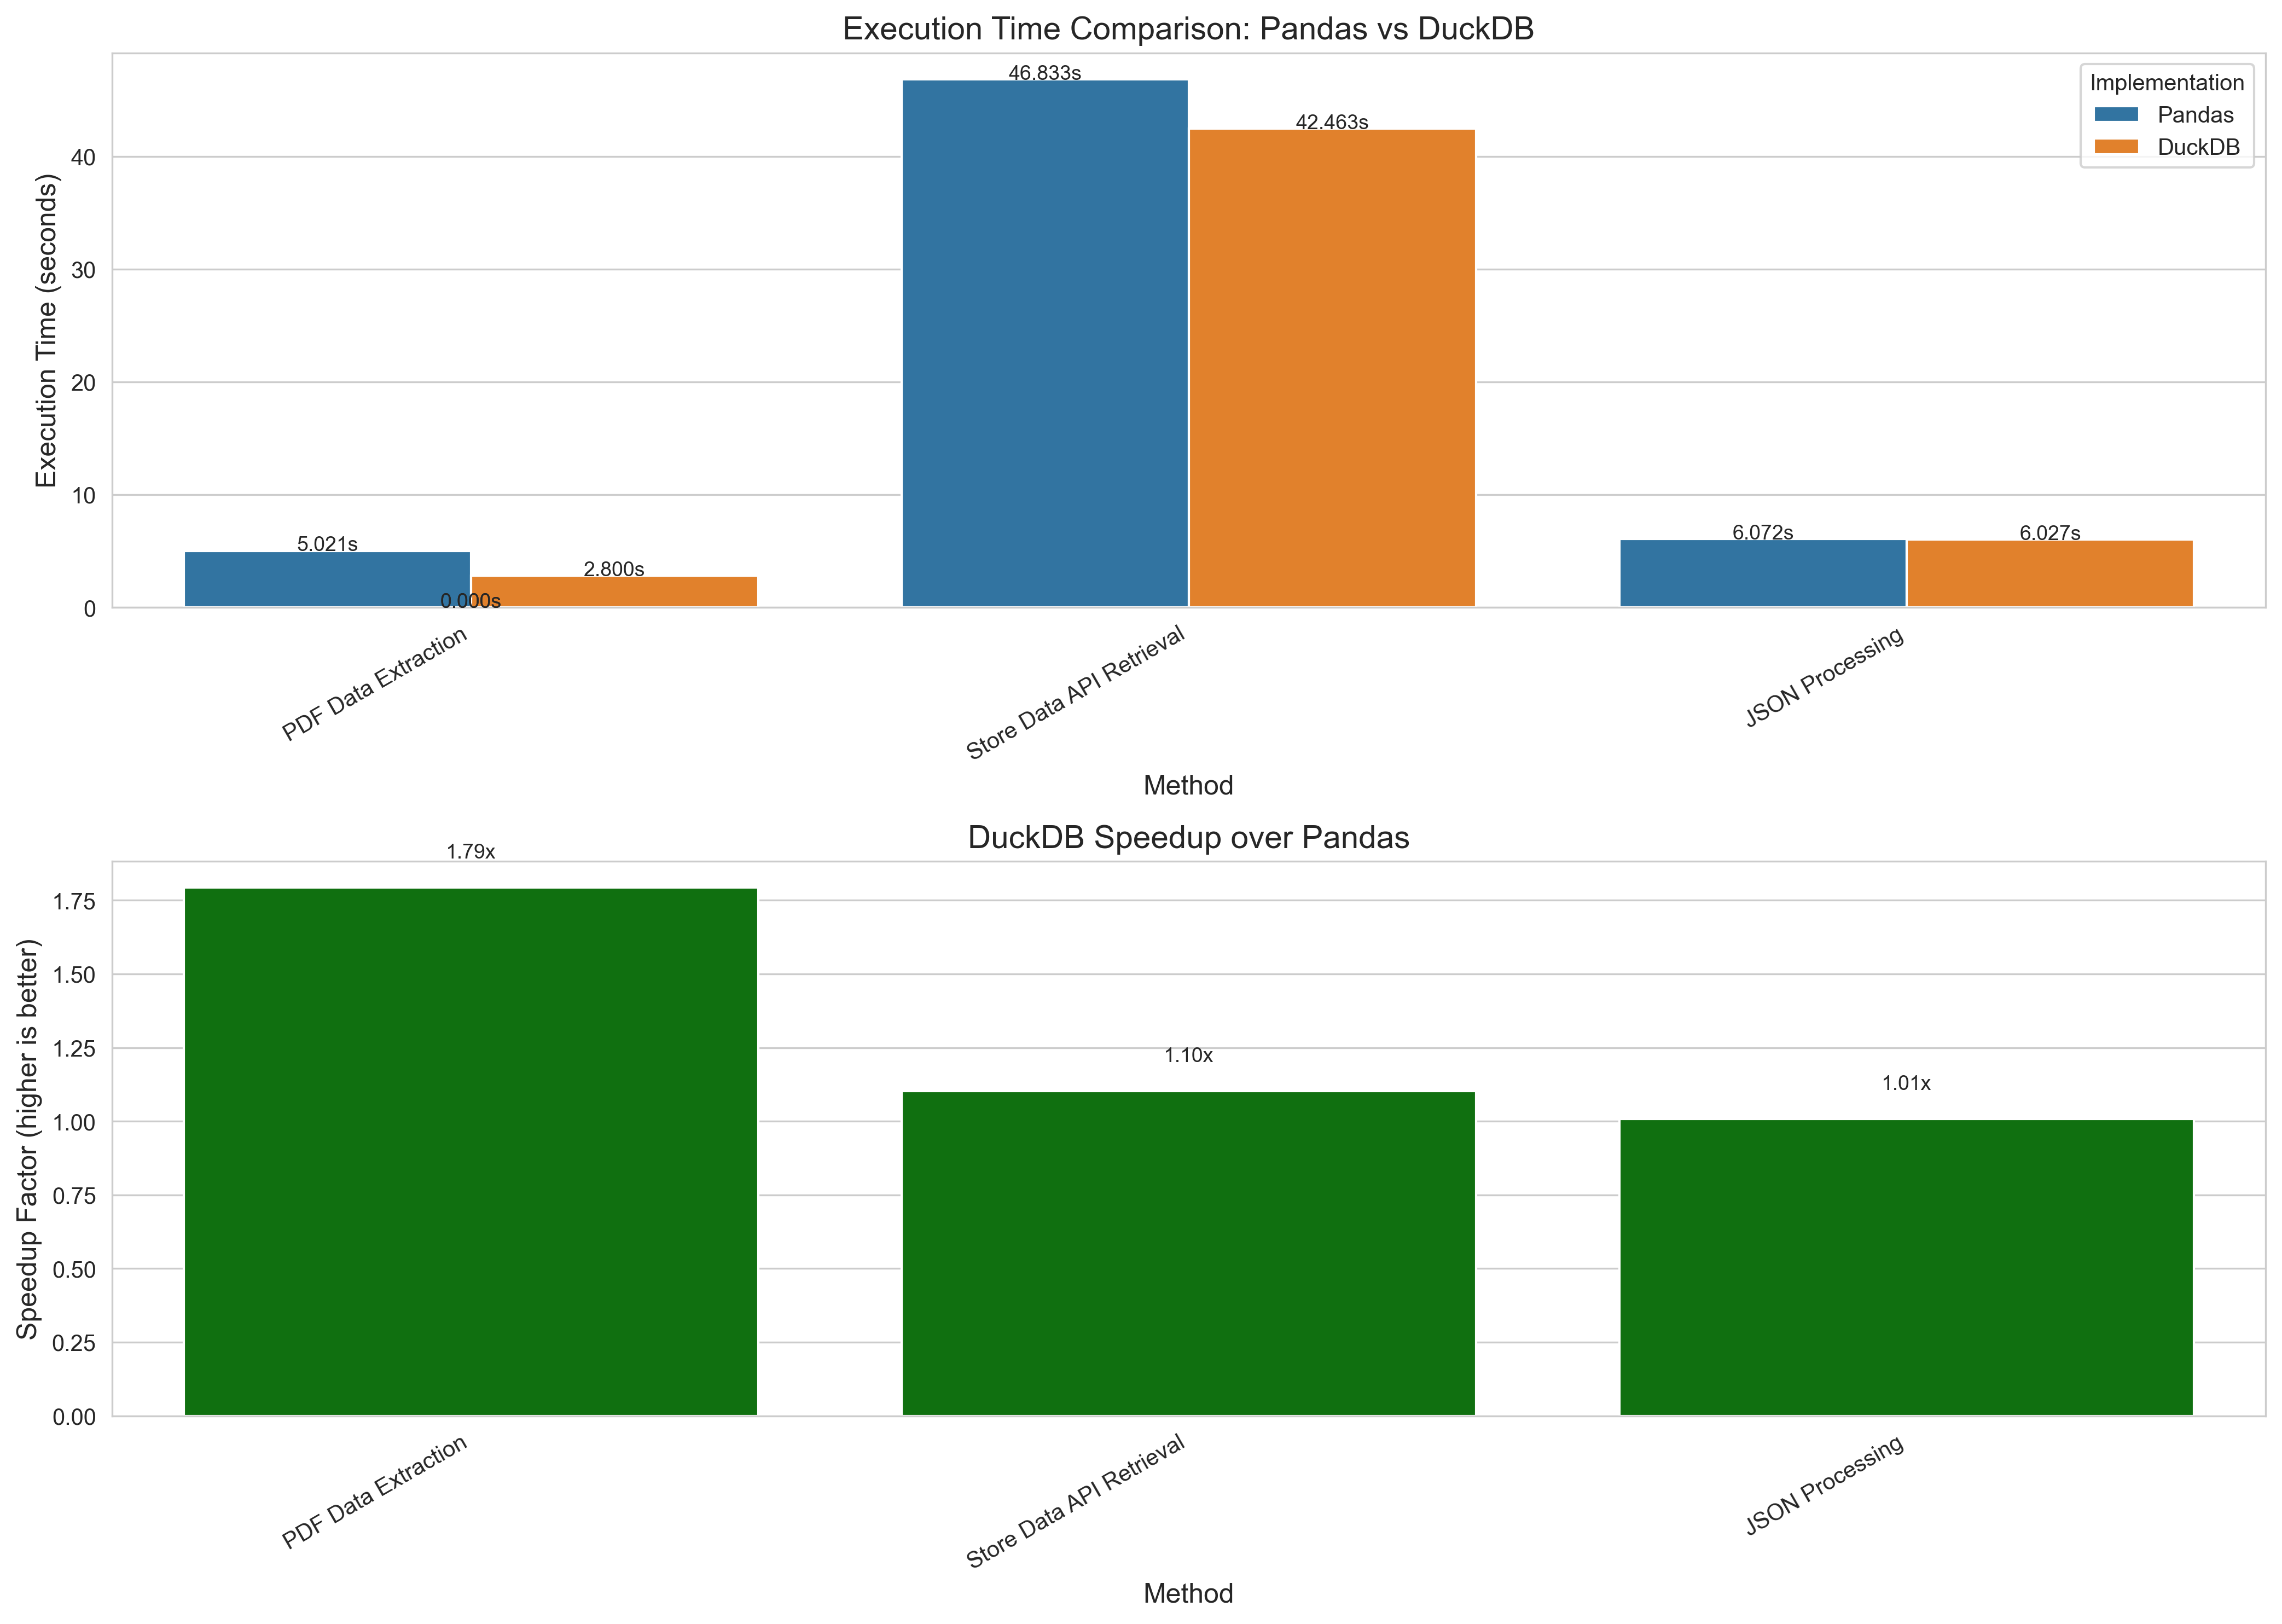 Execution Time Comparison: Pandas vs DuckDB
Execution Time (seconds)
40
30
20
10
0
46.833s
42.463s
5.021s
2.800s
0.000s
6.072s
6.027s
Implementation
Pandas
DuckDB
PDF Data Extraction
Store Data API Retrieval
JSON Processing
Method
DuckDB Speedup over Pandas
Speedup Factor (higher is better)
1.75
1.50
1.25
1.00
0.75
0.50
0.25
0.00
1.79x
1.10x
1.01x
PDF Data Extraction
Store Data API Retrieval
JSON Processing
Method